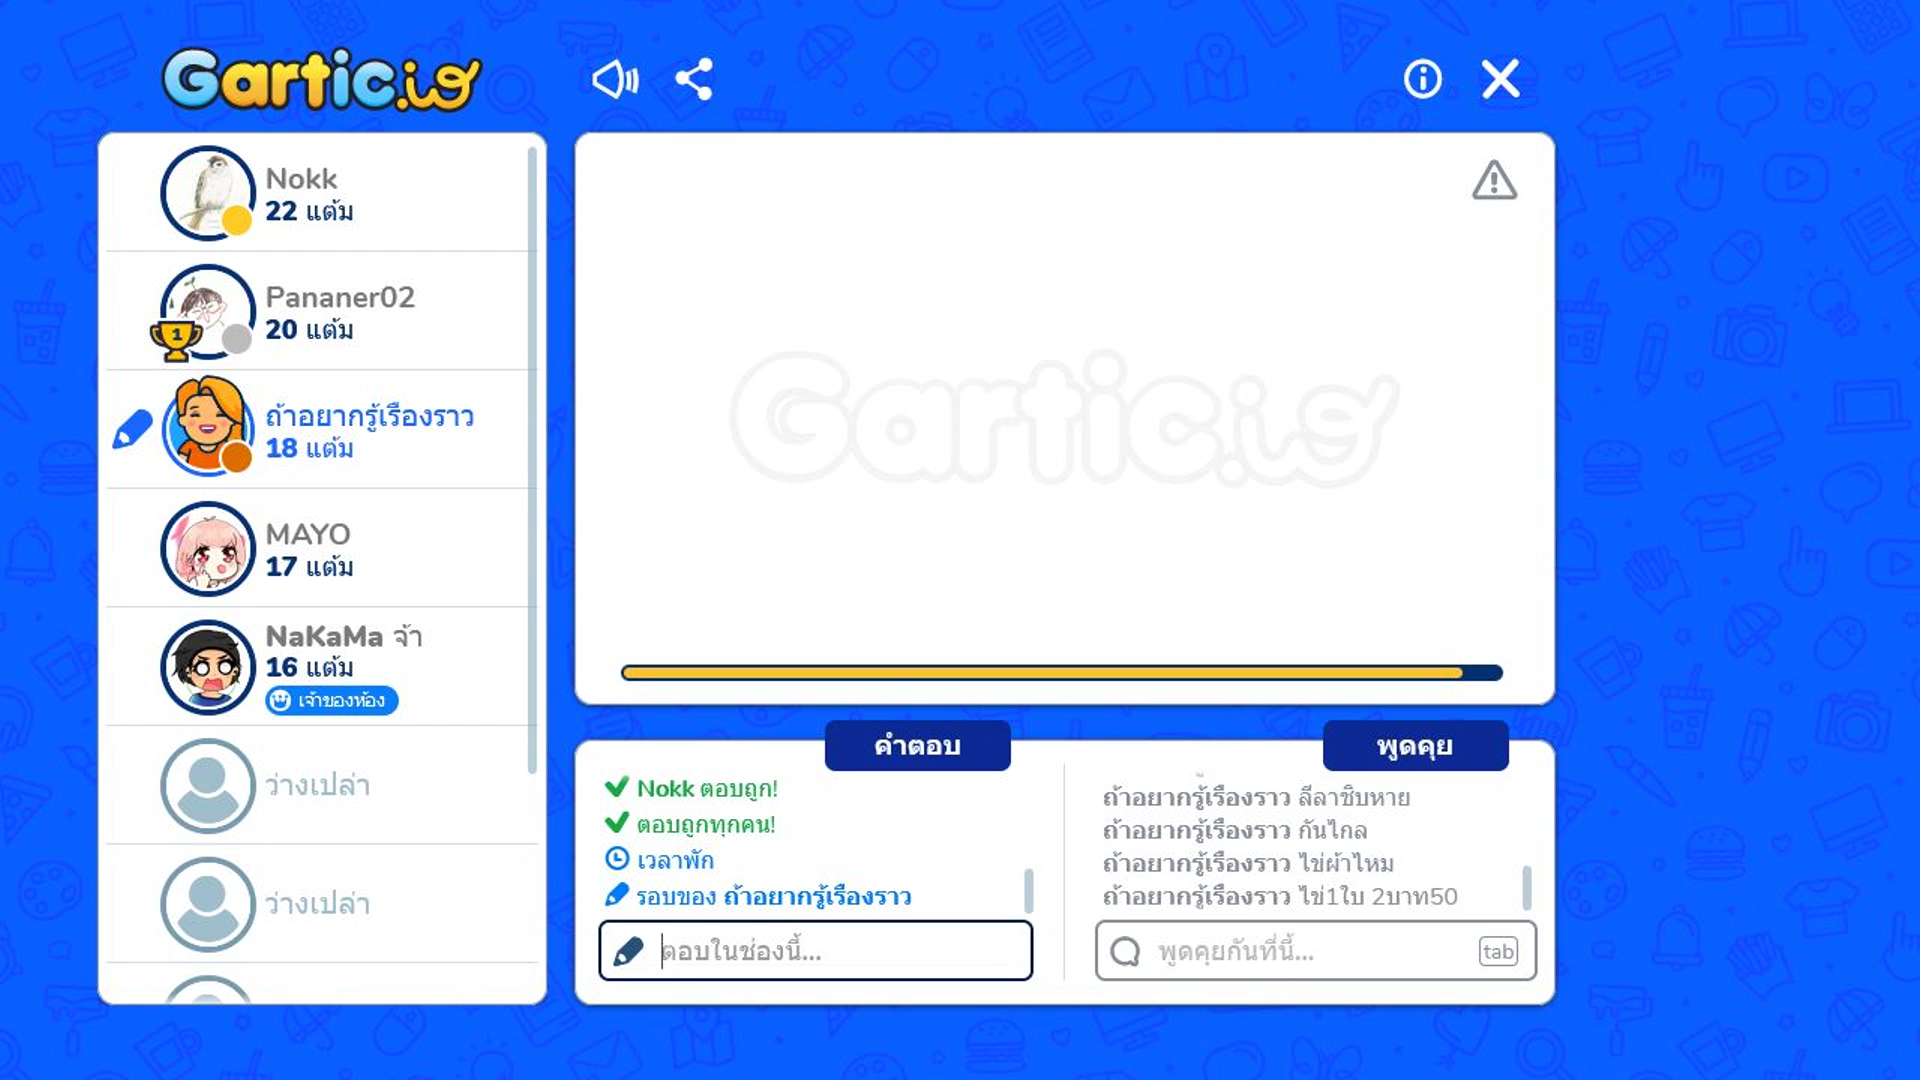 Gartic.io
Nokk
22 แต้ม
Pananer02
1
20 แต้ม
ถ้าอยากรู้เรื่องราว
18 แต้ม
MAYO
17 แต้ม
NaKaMa จ้า
16 แต้ม
เจ้าของห้อง
ว่างเปล่า
ว่างเปล่า
Gartic.io
คำตอบ
Nokk ตอบถูก!
ตอบถูกทุกคน!
เวลาพัก
รอบของ ถ้าอยากรู้เรื่องราว
ตอบในช่องนี้...
พูดคุย
ถ้าอยากรู้เรื่องราว ลีลาชิบหาย
ถ้าอยากรู้เรื่องราว กันไกล
ถ้าอยากรู้เรื่องราว ไข่ผ้าไหม
ถ้าอยากรู้เรื่องราว ไข่1ใบ 2บาท50
พูดคุยกันที่นี้...
tab